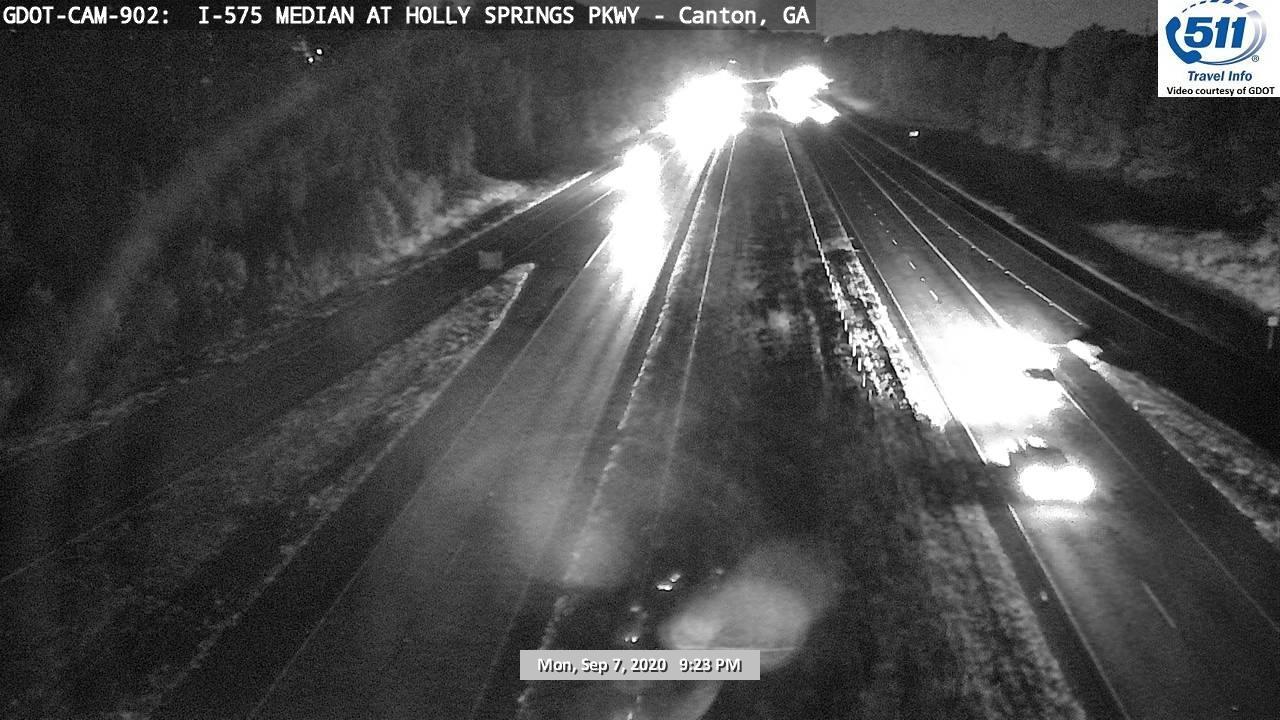 GDOT-CAM-902: I-575 MEDIAN AT HOLLY SPRINGS PKWY - Canton, GA
511
Travel Info
Video courtesy of GDOT
Mon, Sep 7, 2020 9:23 PM